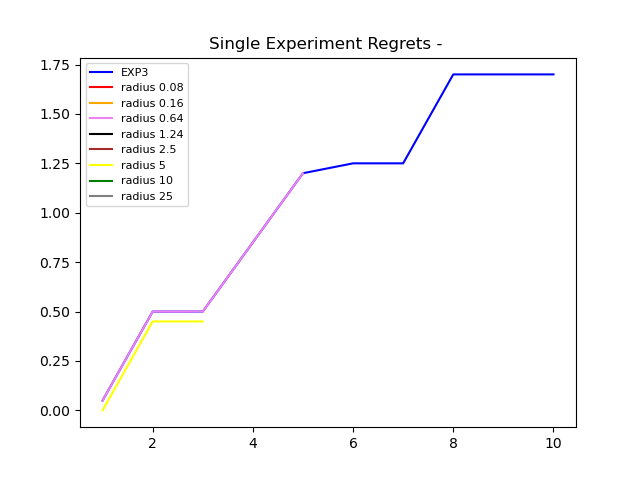 Single Experiment Regrets -
1.75
1.50
1.25
1.00
0.75
0.50
0.25
0.00
EXP3
radius 0.08
radius 0.16
radius 0.64
radius 1.24
radius 2.5
radius 5
radius 10
radius 25
2 4 6 8 10